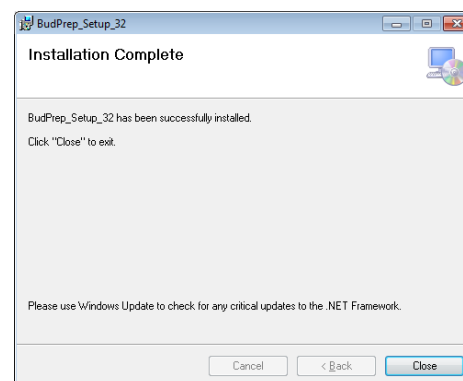 BudPrep_Setup_32
Installation Complete
BudPrep_Setup_32 has been successfully installed.
Click "Close" to exit.
Please use Windows Update to check for any critical updates to the .NET Framework.
Cancel
< Back
Close